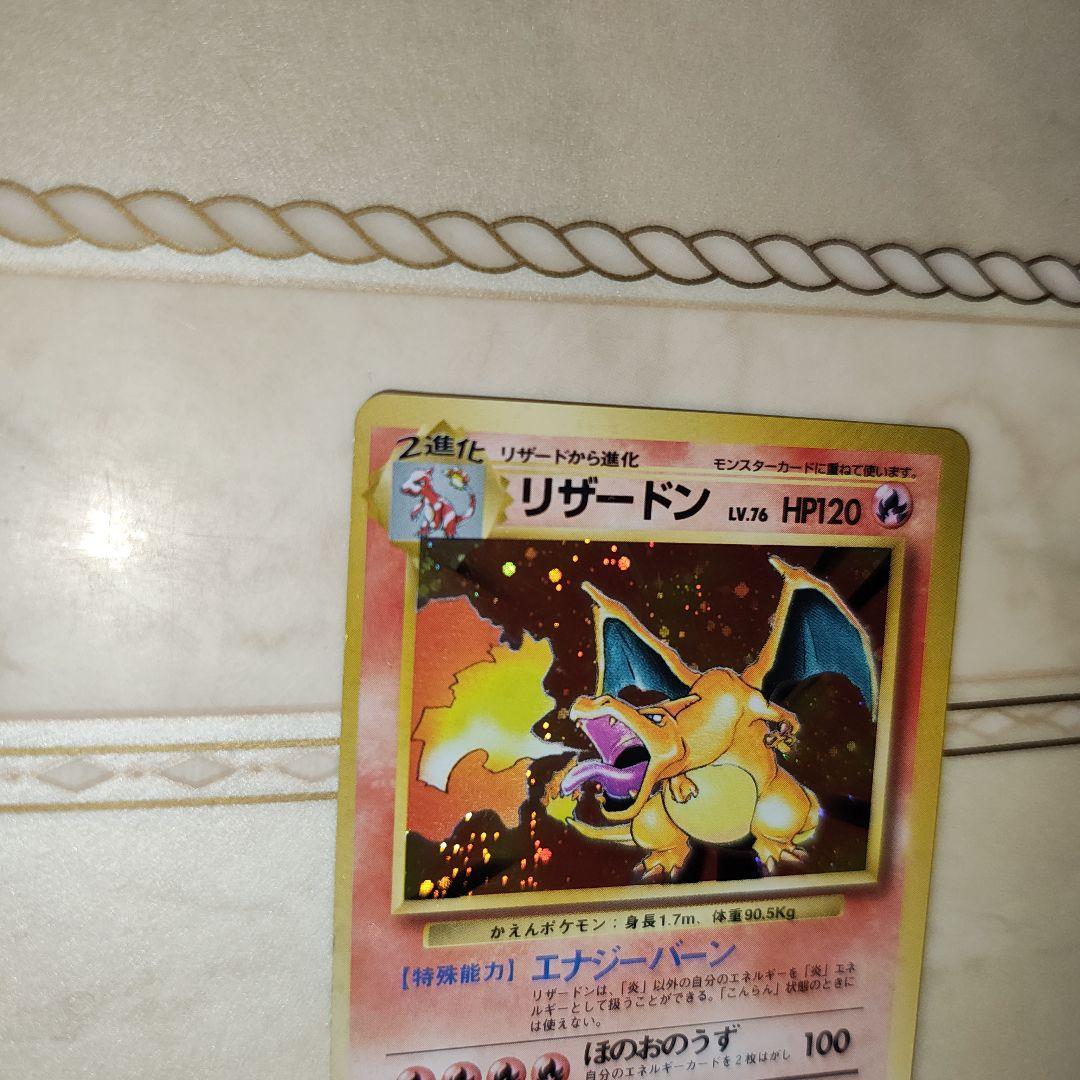 2進化
リザードから進化
モンスターカードに重ねて使います。
リザードン LV.76 HP120
かえんポケモン：身長1.7m、体重90.5Kg
【特殊能力】エナジーバーン
リザードンは、「炎」以外の自分のエネルギーを「炎」エネ
ルギーとして扱うことができる。「こんらん」状態のときに
は使えない。
ほのおのうず 100
自分のエネルギーカードを2枚はがし